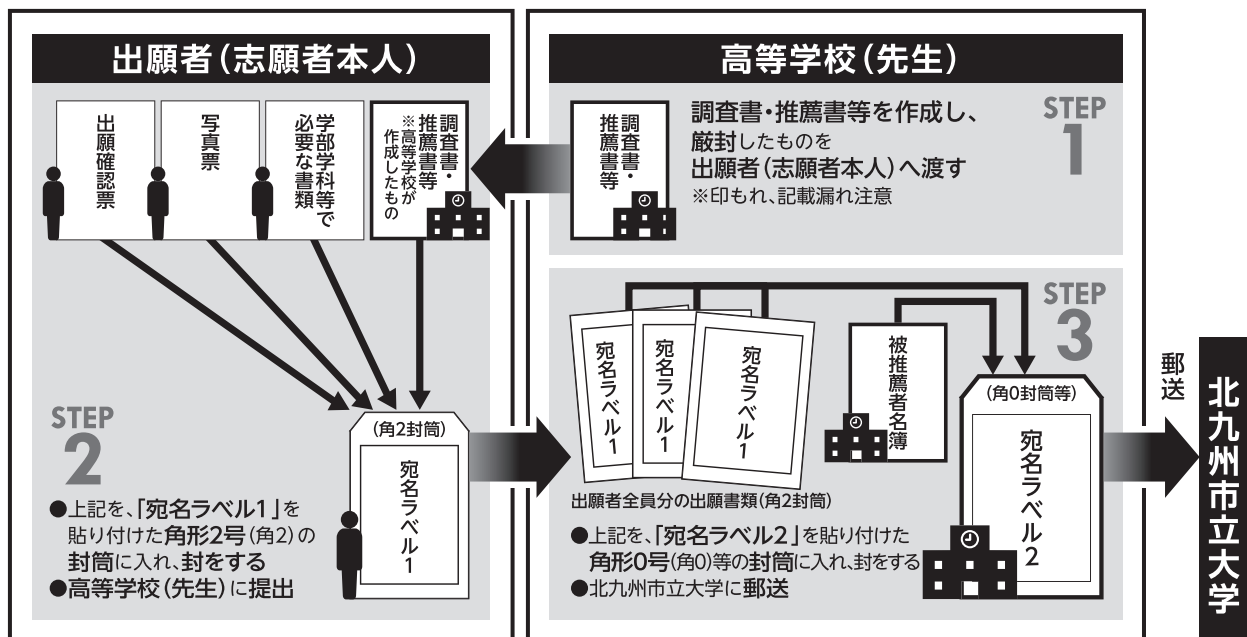 出願者（志願者本人）
出願確認票
写真票
学部学科等で
必要な書類
調査書・
推薦書等
※高等学校が
作成したもの
高等学校（先生）
調査書・
推薦書等
STEP
1
調査書・推薦書等を作成し、
厳封したものを
出願者（志願者本人）へ渡す
※印もれ、記載漏れ注意
STEP
2
●上記を、「宛名ラベル1」を
貼り付けた角形2号（角2）の
封筒に入れ、封をする
●高等学校（先生）に提出
（角2封筒）
宛名ラベル1
STEP
3
宛名ラベル1
宛名ラベル1
宛名ラベル1
出願者全員分の出願書類（角2封筒）
被推薦者名簿
（角0封筒等）
宛名ラベル2
●上記を、「宛名ラベル2」を貼り付けた
角形0号（角0）等の封筒に入れ、封をする
●北九州市立大学に郵送
郵送
北九州市立大学